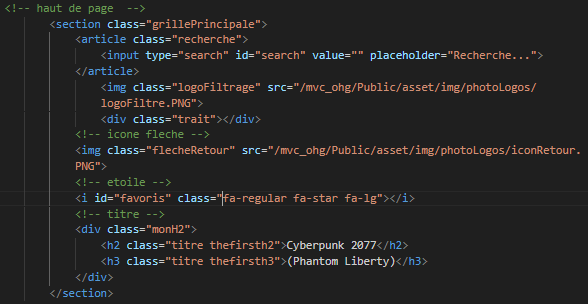 <!-- haut de page  -->
<section class="grillePrincipale">
<article class="recherche">
<input type="search" id="search" value="" placeholder="Recherche...">
</article>
<img class="logoFiltrage" src="/mvc_ohg/Public/asset/img/photoLogos/
logoFiltre.PNG">
<div class="trait"></div>
<!-- icone fleche -->
<img class="flecheRetour" src="/mvc_ohg/Public/asset/img/photoLogos/iconRetour.
PNG">
<!-- etoile -->
<i id="favoris" class="fa-regular fa-star fa-lg"></i>
<!-- titre -->
<div class="monH2">
<h2 class="titre thefirsth2">Cyberpunk 2077</h2>
<h3 class="titre thefirsth3">(Phantom Liberty)</h3>
</div>
</section>